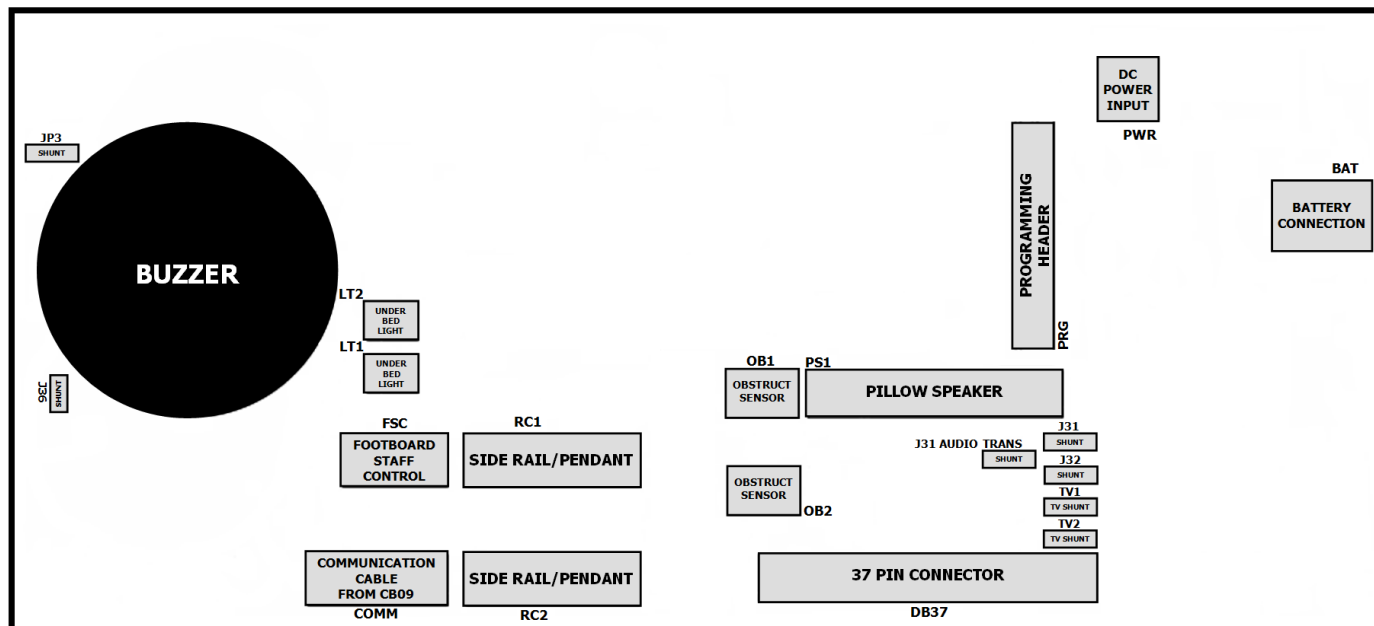 DC
POWER
INPUT
PWR
JP3
SHUNT
BAT
BATTERY
CONNECTION
PROGRAMMING
HEADER
PRG
BUZZER
LT2
UNDER
BED
LIGHT
LT1
UNDER
BED
LIGHT
J36
SHUNT
OB1
OBSTRUCT
SENSOR
PS1
PILLOW SPEAKER
FSC
FOOTBOARD
STAFF
CONTROL
RC1
SIDE RAIL/PENDANT
J31
SHUNT
J31 AUDIO TRANS
SHUNT
J32
SHUNT
OBSTRUCT
SENSOR
OB2
TV1
TV SHUNT
TV2
TV SHUNT
COMMUNICATION
CABLE
FROM CB09
COMM
SIDE RAIL/PENDANT
RC2
37 PIN CONNECTOR
DB37